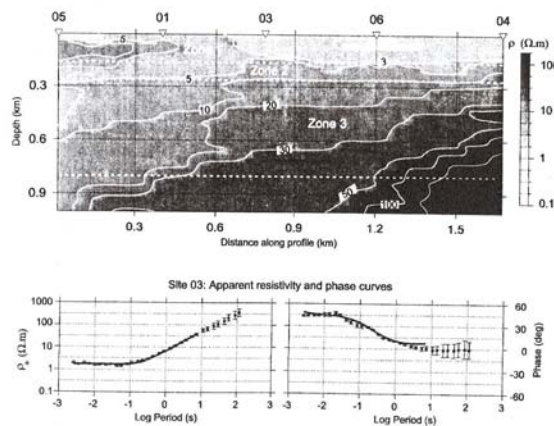 05 01 03 06 04
ρ (Ω.m)
5
Zone 2
3
5
10
20
Zone 3
30
50
100
0.3
0.6
0.9
Depth (km)
100
10
1
0.1
0 0.3 0.6 0.9 1.2 1.5
Distance along profile (km)
Site 03: Apparent resistivity and phase curves
1000
100
10
1
0.1
ρa (Ω.m)
-3 -2 -1 0 1 2 3
Log Period (s)
60
30
0
-30
-60
Phase (deg)
-3 -2 -1 0 1 2 3
Log Period (s)